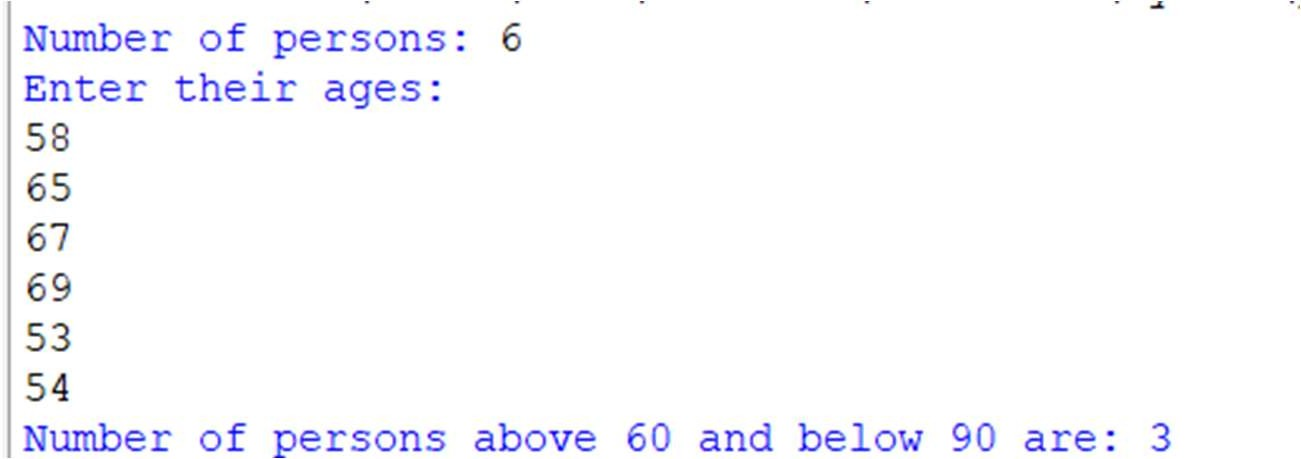 Number of persons: 6
Enter their ages:
58
65
67
69
53
54
Number of persons above 60 and below 90 are: 3